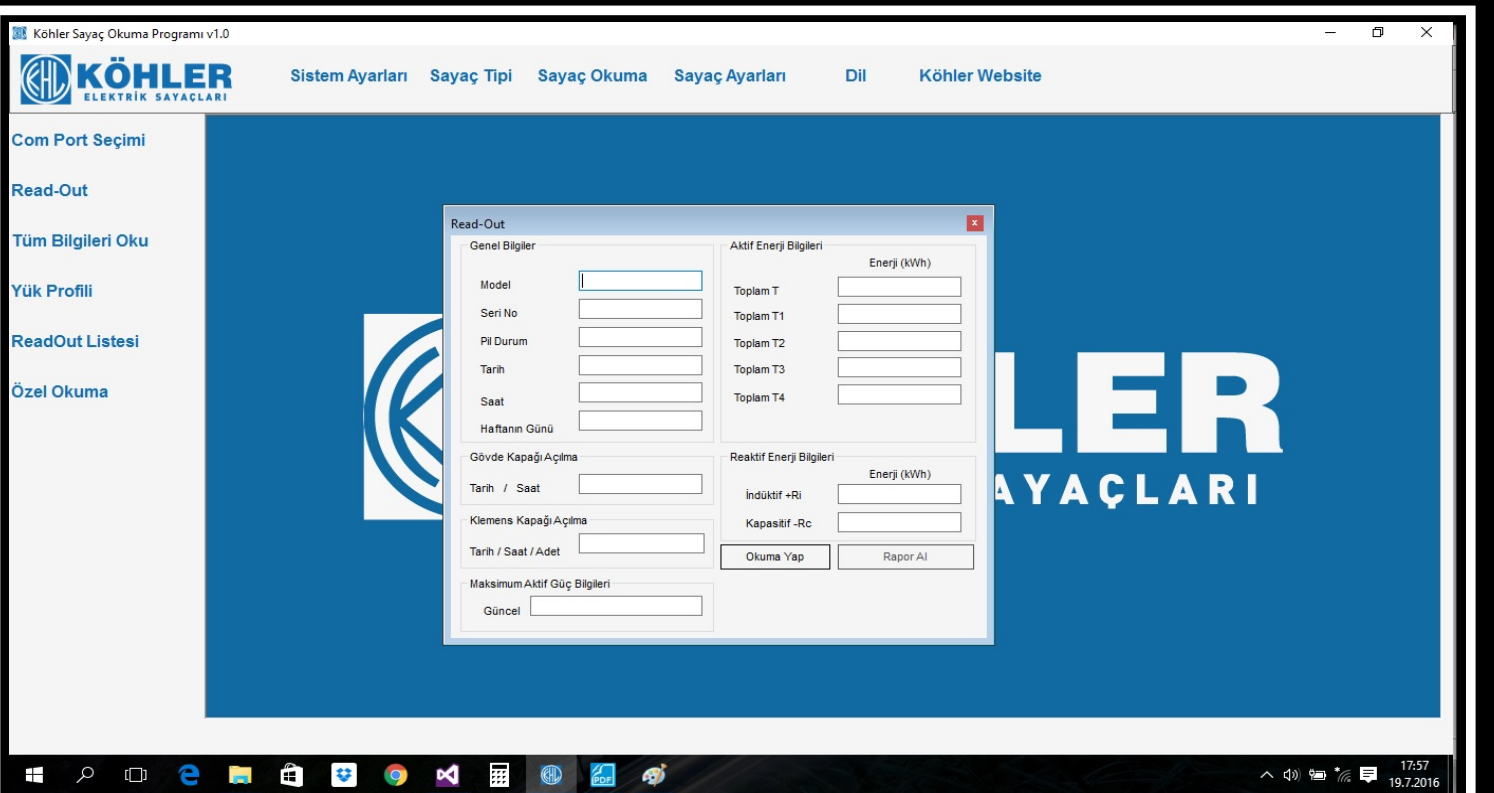 Köhler Sayaç Okuma Programı v1.0
KHL KÖHLER
ELEKTRİK SAYAÇLARI
Sistem Ayarları Sayaç Tipi Sayaç Okuma Sayaç Ayarları Dil Köhler Website
Com Port Seçimi
Read-Out
Tüm Bilgileri Oku
Yük Profili
ReadOut Listesi
Özel Okuma
Read-Out
Genel Bilgiler
Model
Seri No
Pil Durum
Tarih
Saat
Haftanın Günü
Gövde Kapağı Açılma
Tarih / Saat
Klemens Kapağı Açılma
Tarih / Saat / Adet
Maksimum Aktif Güç Bilgileri
Güncel
Aktif Enerji Bilgileri
Enerji (kWh)
Toplam T
Toplam T1
Toplam T2
Toplam T3
Toplam T4
Reaktif Enerji Bilgileri
Enerji (kWh)
İndüktif +Ri
Kapasitif -Rc
Okuma Yap
Rapor Al
LER
AYAÇLARI
PDF
17:57
19.7.2016